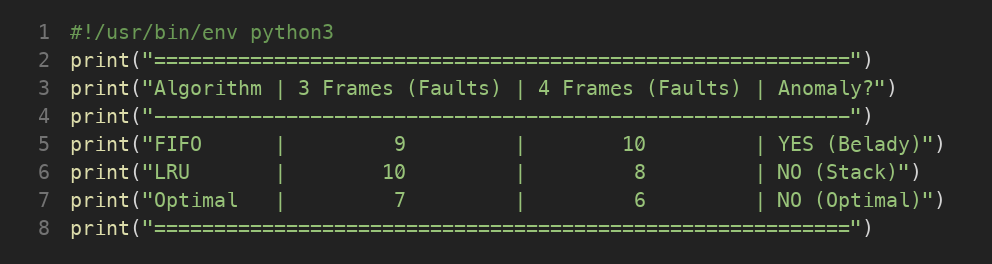 1 #!/usr/bin/env python3
2 print("==========================================================")
3 print("Algorithm | 3 Frames (Faults) | 4 Frames (Faults) | Anomaly?")
4 print("----------------------------------------------------------")
5 print("FIFO      |         9         |        10         | YES (Belady)")
6 print("LRU       |        10         |         8         | NO (Stack)")
7 print("Optimal   |         7         |         6         | NO (Optimal)")
8 print("==========================================================")